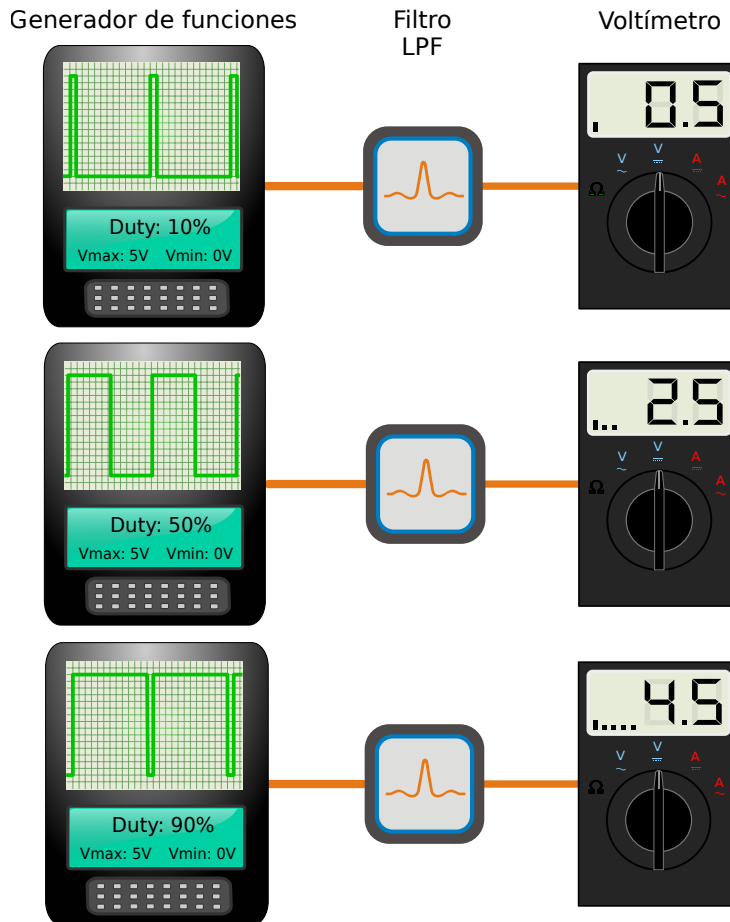 Generador de funciones
Filtro
LPF
Voltímetro
Duty: 10%
Vmax: 5V Vmin: 0V
0.5
V
V
A
A
Ω
Duty: 50%
Vmax: 5V Vmin: 0V
2.5
V
V
A
A
Ω
Duty: 90%
Vmax: 5V Vmin: 0V
4.5
V
V
A
A
Ω